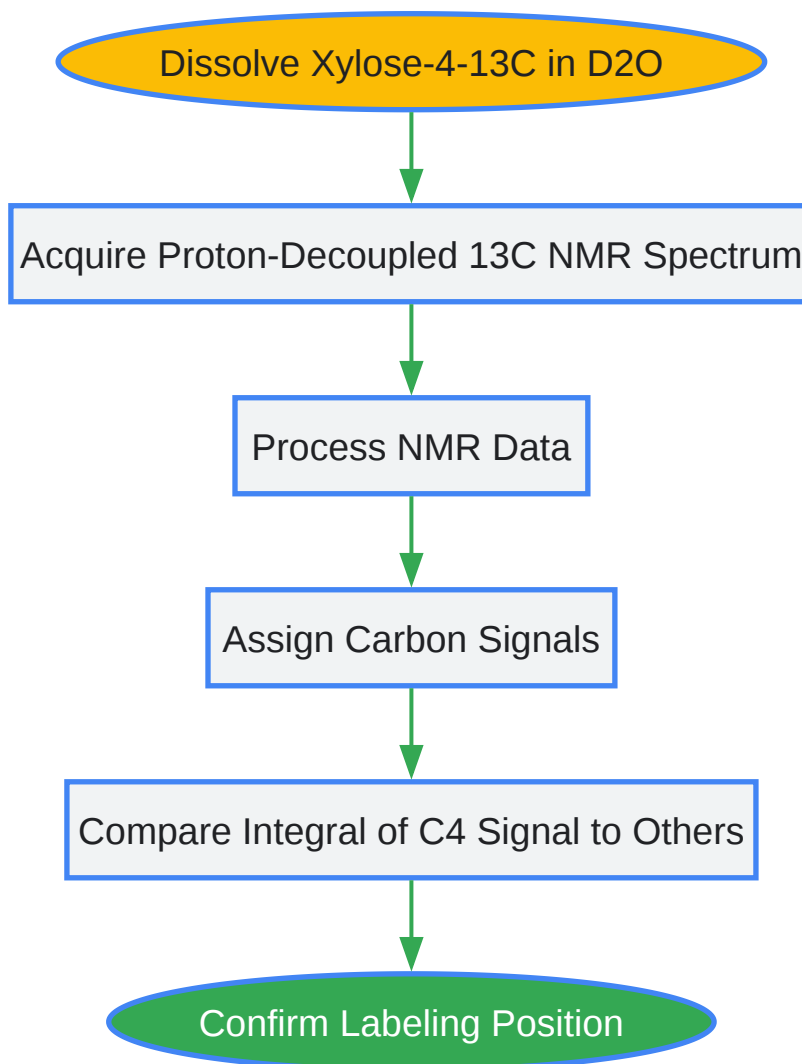 Dissolve Xylose-4-13C in D2O
Acquire Proton-Decoupled 13C NMR Spectrum
Process NMR Data
Assign Carbon Signals
Compare Integral of C4 Signal to Others
Confirm Labeling Position